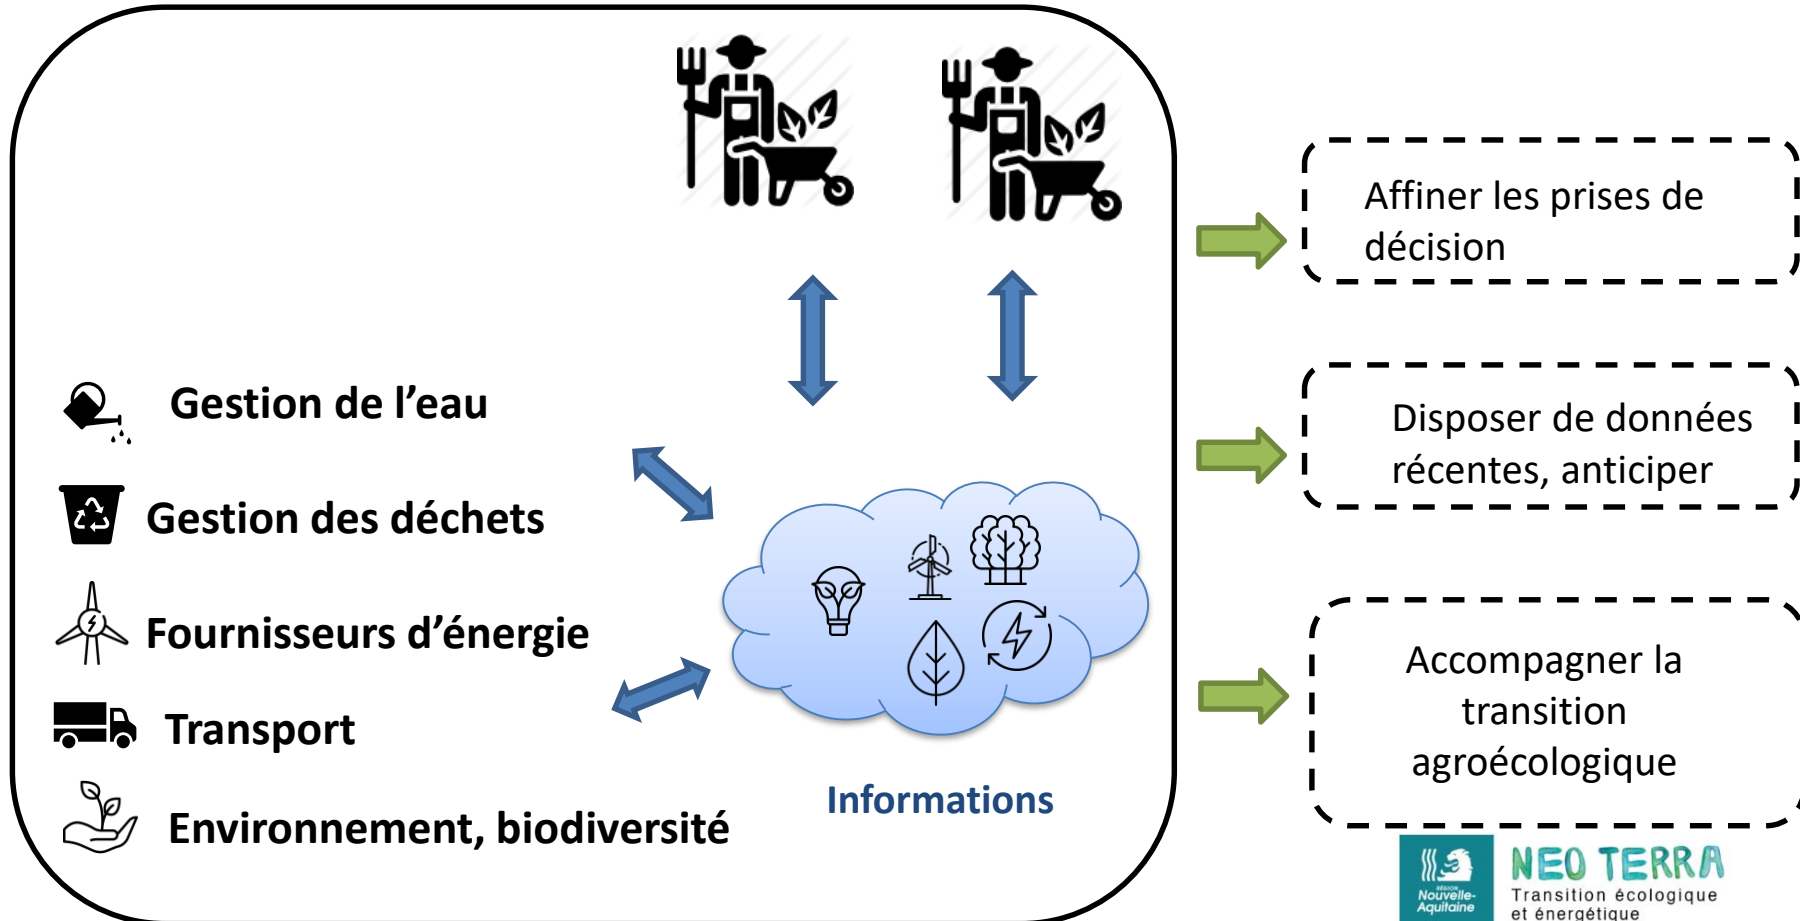 Gestion de l’eau
Gestion des déchets
Fournisseurs d’énergie
Transport
Environnement, biodiversité
Informations
Affiner les prises de
décision
Disposer de données
récentes, anticiper
Accompagner la
transition
agroécologique
RÉGION
Nouvelle-
Aquitaine
NEO TERRA
Transition écologique
et énergétique